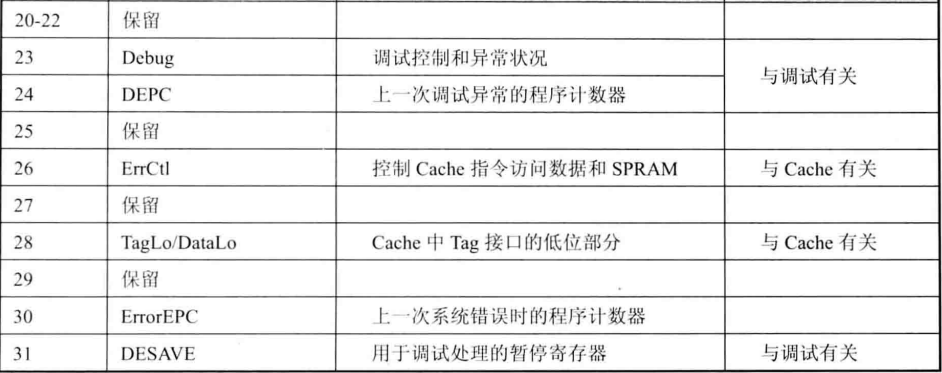 20-22 保留
23 Debug 调试控制和异常状况 与调试有关
24 DEPC 上一次调试异常的程序计数器
25 保留
26 ErrCtl 控制 Cache 指令访问数据和 SPRAM 与 Cache 有关
27 保留
28 TagLo/DataLo Cache 中 Tag 接口的低位部分 与 Cache 有关
29 保留
30 ErrorEPC 上一次系统错误时的程序计数器
31 DESAVE 用于调试处理的暂停寄存器 与调试有关